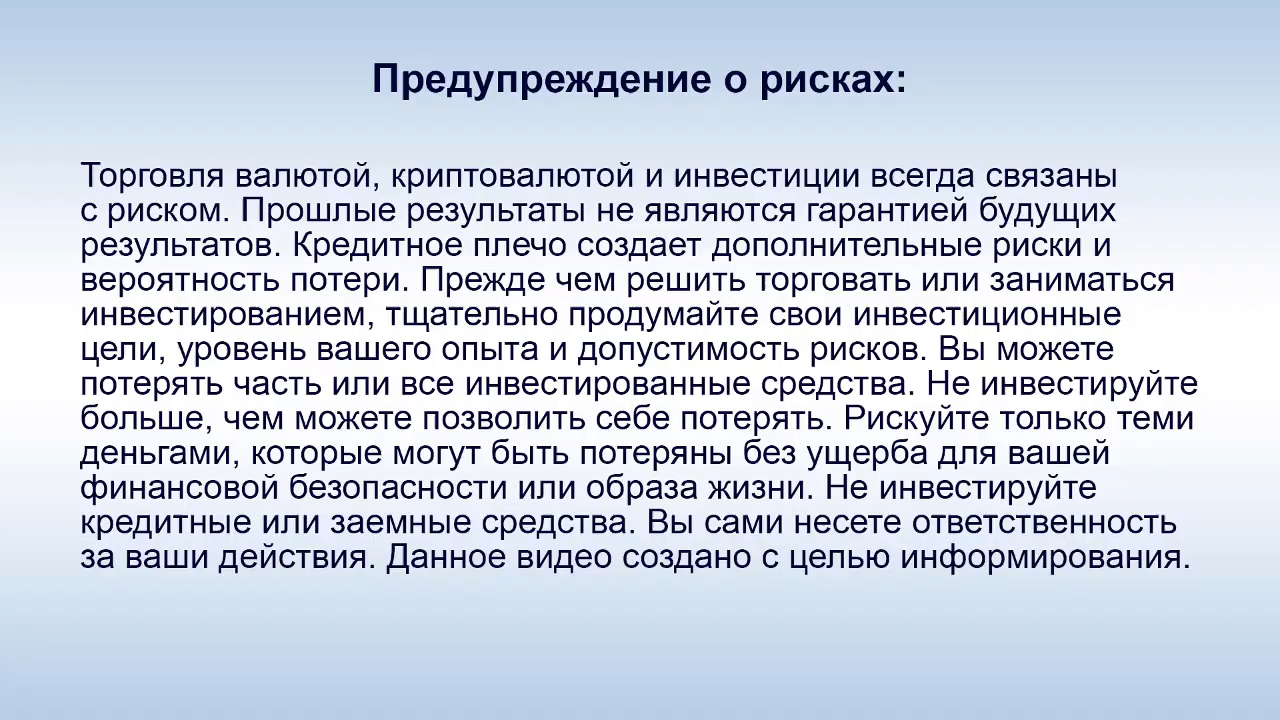 Предупреждение о рисках:
Торговля валютой, криптовалютой и инвестиции всегда связаны
с риском. Прошлые результаты не являются гарантией будущих
результатов. Кредитное плечо создает дополнительные риски и
вероятность потери. Прежде чем решить торговать или заниматься
инвестированием, тщательно продумайте свои инвестиционные
цели, уровень вашего опыта и допустимость рисков. Вы можете
потерять часть или все инвестированные средства. Не инвестируйте
больше, чем можете позволить себе потерять. Рискуйте только теми
деньгами, которые могут быть потеряны без ущерба для вашей
финансовой безопасности или образа жизни. Не инвестируйте
кредитные или заемные средства. Вы сами несете ответственность
за ваши действия. Данное видео создано с целью информирования.